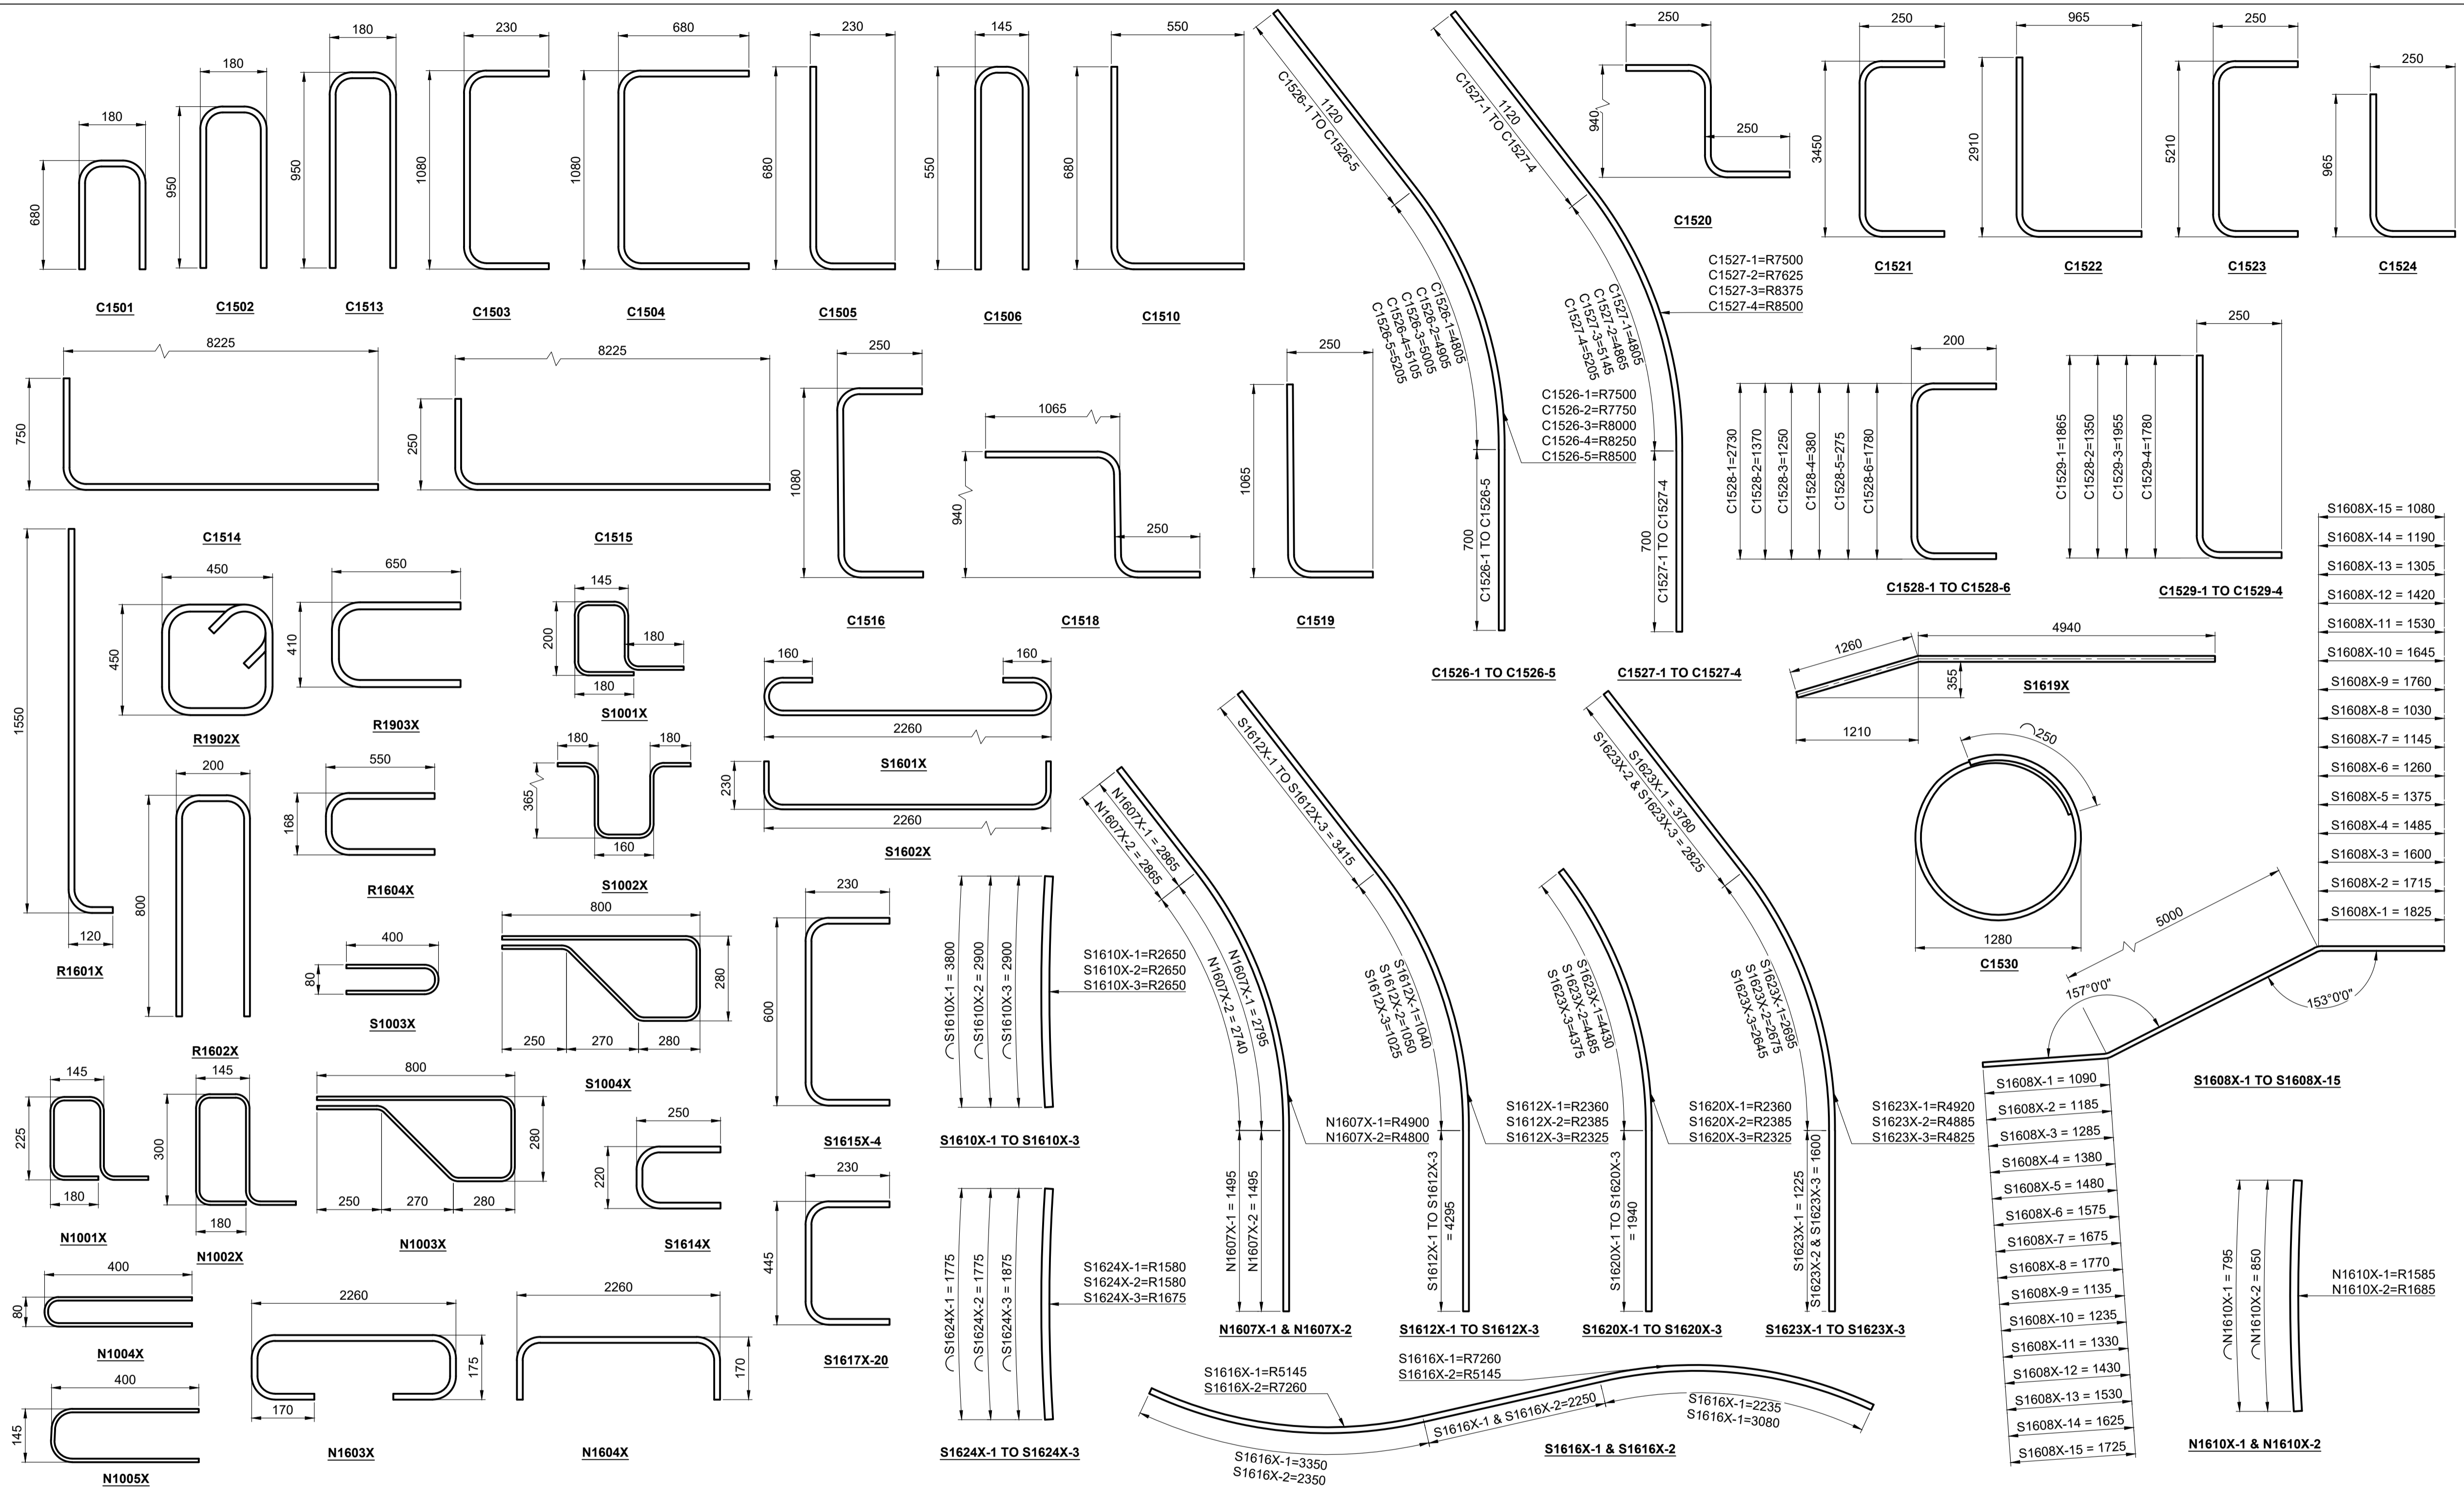 180
680
C1501
180
950
C1502
180
950
C1513
230
1080
C1503
680
1080
C1504
230
680
C1505
145
550
C1506
550
680
C1510
1120
C1526-1 TO C1526-5
C1526-1=4805
C1526-2=4905
C1526-3=5005
C1526-4=5105
C1526-5=5205
C1526-1=R7500
C1526-2=R7750
C1526-3=R8000
C1526-4=R8250
C1526-5=R8500
700
C1526-1 TO C1526-5
C1526-1 TO C1526-5
1120
C1527-1 TO C1527-4
C1527-1=4805
C1527-2=4865
C1527-3=5145
C1527-4=5205
C1527-1=R7500
C1527-2=R7625
C1527-3=R8375
C1527-4=R8500
700
C1527-1 TO C1527-4
C1527-1 TO C1527-4
250
940
250
C1520
250
3450
C1521
965
2910
C1522
250
5210
C1523
250
965
C1524
8225
750
C1514
8225
250
C1515
250
1080
C1516
1065
940
250
C1518
250
1065
C1519
200
C1528-1=2730
C1528-2=1370
C1528-3=1250
C1528-4=380
C1528-5=275
C1528-6=1780
C1528-1 TO C1528-6
250
C1529-1=1865
C1528-2=1350
C1529-3=1955
C1529-4=1780
C1529-1 TO C1529-4
1550
120
R1601X
450
450
R1902X
650
410
R1903X
145
200
180
180
S1001X
160
160
2260
S1601X
1260
4940
355
1210
S1619X
200
800
R1602X
550
168
R1604X
180
180
365
160
S1002X
230
2260
S1602X
250
1280
C1530
400
80
S1003X
800
280
250
270
280
S1004X
230
600
S1615X-4
S1610X-1 = 3800
S1610X-2 = 2900
S1610X-3 = 2900
S1610X-1=R2650
S1610X-2=R2650
S1610X-3=R2650
S1610X-1 TO S1610X-3
N1607X-1 = 2865
N1607X-2 = 2865
N1607X-1 = 2795
N1607X-2 = 2740
N1607X-1=R4900
N1607X-2=R4800
N1607X-1 = 1495
N1607X-2 = 1495
N1607X-1 & N1607X-2
S1612X-1 TO S1612X-3 = 3415
S1612X-1=1040
S1612X-2=1050
S1612X-3=1025
S1612X-1=R2360
S1612X-2=R2385
S1612X-3=R2325
S1612X-1 TO S1612X-3
= 4295
S1612X-1 TO S1612X-3
S1623X-1=4430
S1623X-2=4485
S1623X-3=4375
S1620X-1=R2360
S1620X-2=R2385
S1620X-3=R2325
S1620X-1 TO S1620X-3
= 1940
S1620X-1 TO S1620X-3
S1623X-1 = 3780
S1623X-2 & S1623X-3 = 2825
S1623X-1=2695
S1623X-2=2675
S1623X-3=2645
S1623X-1=R4920
S1623X-2=R4885
S1623X-3=R4825
S1623X-1 = 1225
S1623X-2 & S1623X-3 = 1600
S1623X-1 TO S1623X-3
S1608X-15 = 1080
S1608X-14 = 1190
S1608X-13 = 1305
S1608X-12 = 1420
S1608X-11 = 1530
S1608X-10 = 1645
S1608X-9 = 1760
S1608X-8 = 1030
S1608X-7 = 1145
S1608X-6 = 1260
S1608X-5 = 1375
S1608X-4 = 1485
S1608X-3 = 1600
S1608X-2 = 1715
S1608X-1 = 1825
5000
157°0'0"
153°0'0"
S1608X-1 TO S1608X-15
S1608X-1 = 1090
S1608X-2 = 1185
S1608X-3 = 1285
S1608X-4 = 1380
S1608X-5 = 1480
S1608X-6 = 1575
S1608X-7 = 1675
S1608X-8 = 1770
S1608X-9 = 1135
S1608X-10 = 1235
S1608X-11 = 1330
S1608X-12 = 1430
S1608X-13 = 1530
S1608X-14 = 1625
S1608X-15 = 1725
145
225
180
N1001X
145
300
180
N1002X
800
280
250
270
280
N1003X
250
220
S1614X
230
445
S1617X-20
S1624X-1 = 1775
S1624X-2 = 1775
S1624X-3 = 1875
S1624X-1=R1580
S1624X-2=R1580
S1624X-3=R1675
S1624X-1 TO S1624X-3
400
80
N1004X
400
145
N1005X
2260
175
170
N1603X
2260
170
N1604X
S1616X-1=R5145
S1616X-2=R7260
S1616X-1=R7260
S1616X-2=R5145
S1616X-1=3350
S1616X-2=2350
S1616X-1 & S1616X-2=2250
S1616X-1=2235
S1616X-1=3080
S1616X-1 & S1616X-2
N1610X-1 = 795
N1610X-2 = 850
N1610X-1=R1585
N1610X-2=R1685
N1610X-1 & N1610X-2